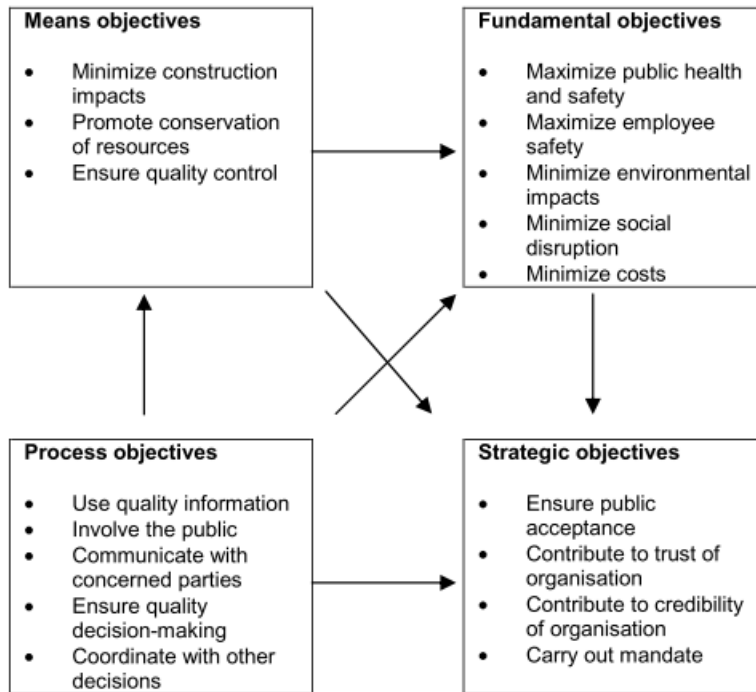 Means objectives
• Minimize construction
impacts
• Promote conservation
of resources
• Ensure quality control
Fundamental objectives
• Maximize public health
and safety
• Maximize employee
safety
• Minimize environmental
impacts
• Minimize social
disruption
• Minimize costs
Process objectives
• Use quality information
• Involve the public
• Communicate with
concerned parties
• Ensure quality
decision-making
• Coordinate with other
decisions
Strategic objectives
• Ensure public
acceptance
• Contribute to trust of
organisation
• Contribute to credibility
of organisation
• Carry out mandate